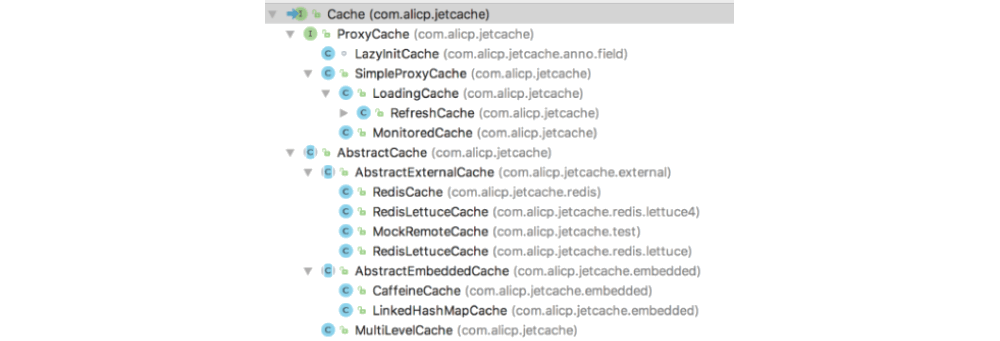 Cache (com.alicp.jetcache)
ProxyCache (com.alicp.jetcache)
LazyInitCache (com.alicp.jetcache.anno.field)
SimpleProxyCache (com.alicp.jetcache)
LoadingCache (com.alicp.jetcache)
RefreshCache (com.alicp.jetcache)
MonitoredCache (com.alicp.jetcache)
AbstractCache (com.alicp.jetcache)
AbstractExternalCache (com.alicp.jetcache.external)
RedisCache (com.alicp.jetcache.redis)
RedisLettuceCache (com.alicp.jetcache.redis.lettuce4)
MockRemoteCache (com.alicp.jetcache.test)
RedisLettuceCache (com.alicp.jetcache.redis.lettuce)
AbstractEmbeddedCache (com.alicp.jetcache.embedded)
CaffeineCache (com.alicp.jetcache.embedded)
LinkedHashMapCache (com.alicp.jetcache.embedded)
MultiLevelCache (com.alicp.jetcache)